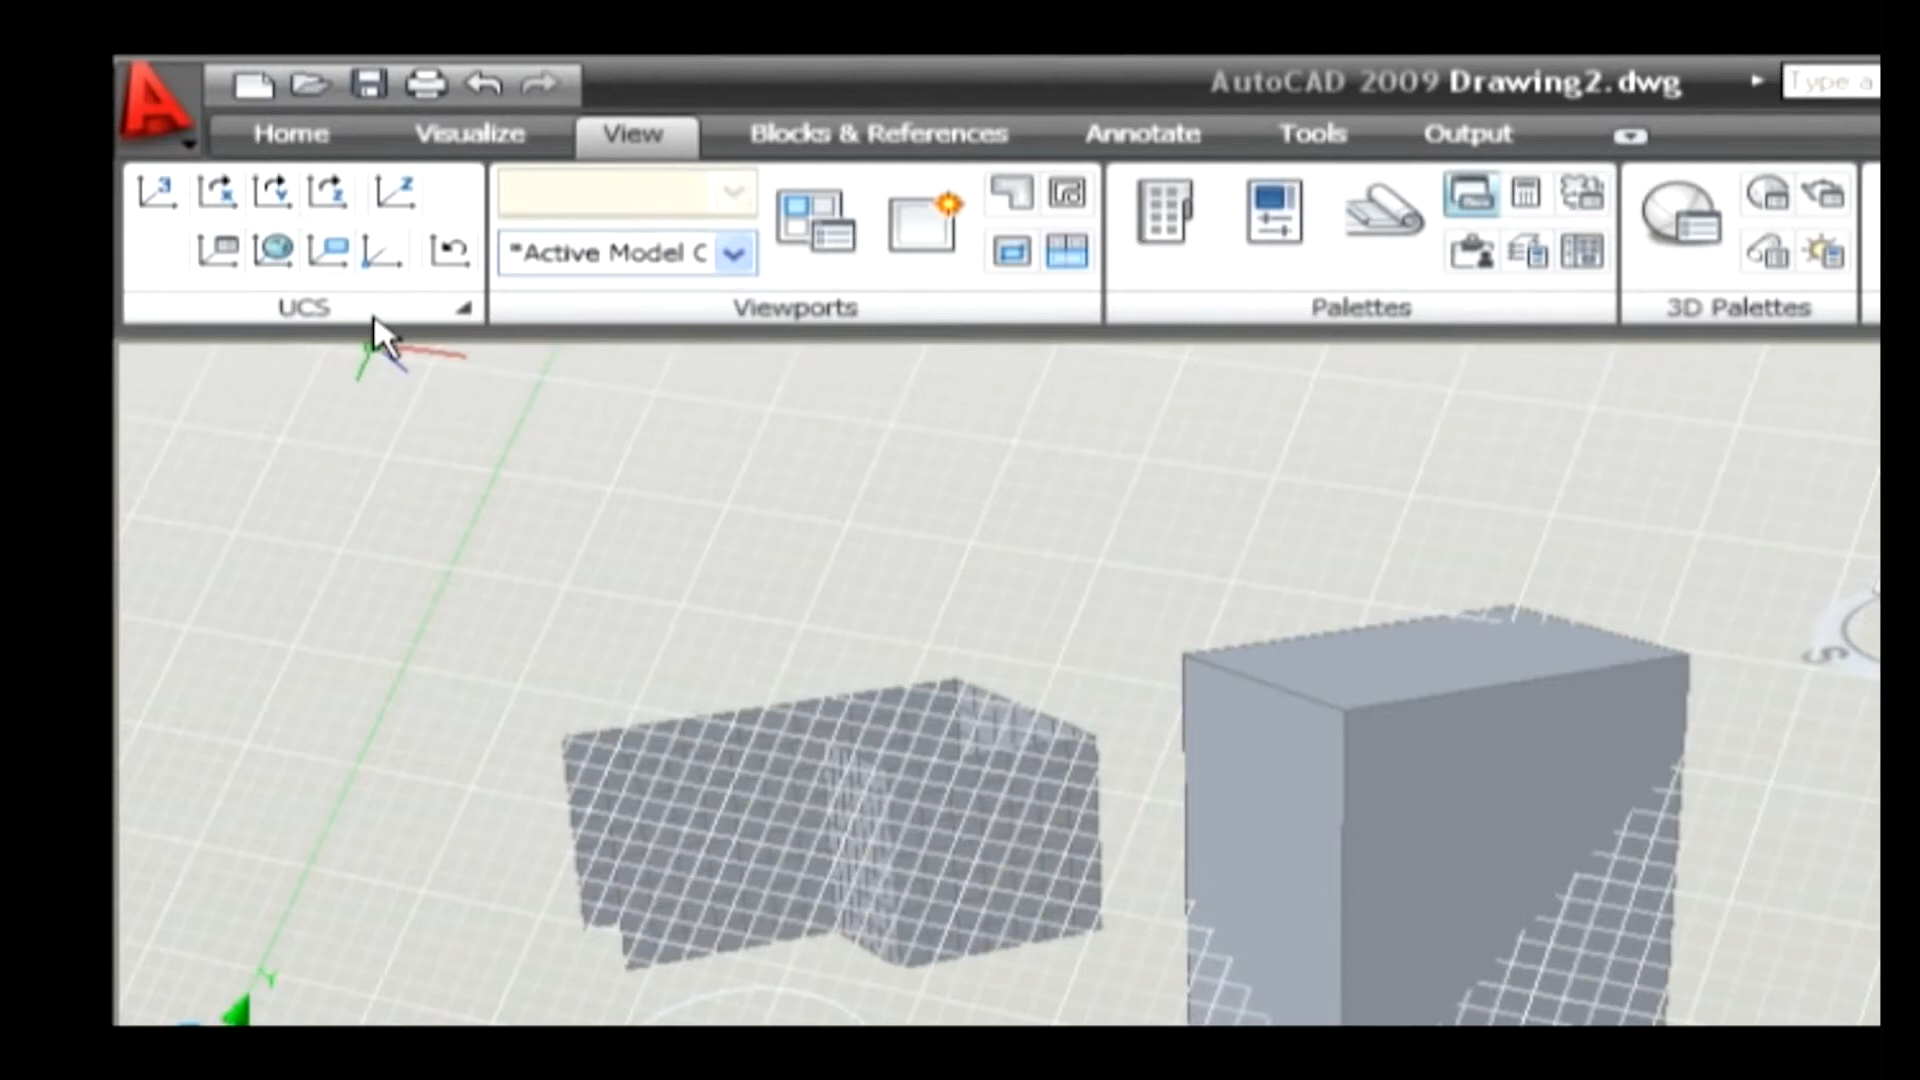 AutoCAD 2009 Drawing2.dwg
Type a
Home Visualize View Blocks & References Annotate Tools Output
*Active Model C
UCS Viewports Palettes 3D Palettes
S
Y